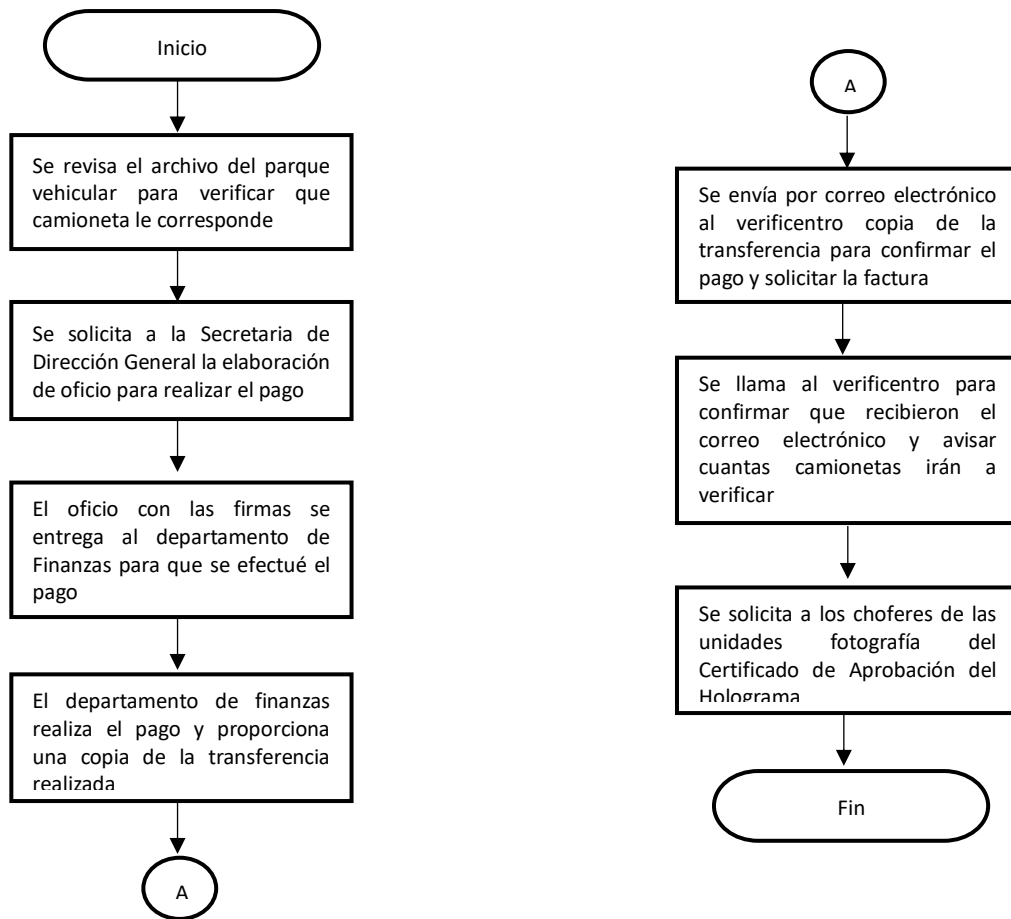 Inicio
Se revisa el archivo del parque
vehicular para verificar que
camioneta le corresponde
Se solicita a la Secretaria de
Dirección General la elaboración
de oficio para realizar el pago
El oficio con las firmas se
entrega al departamento de
Finanzas para que se efectué el
pago
El departamento de finanzas
realiza el pago y proporciona
una copia de la transferencia
realizada
A
A
Se envía por correo electrónico
al verificentro copia de la
transferencia para confirmar el
pago y solicitar la factura
Se llama al verificentro para
confirmar que recibieron el
correo electrónico y avisar
cuantas camionetas irán a
verificar
Se solicita a los choferes de las
unidades fotografía del
Certificado de Aprobación del
Holograma
Fin